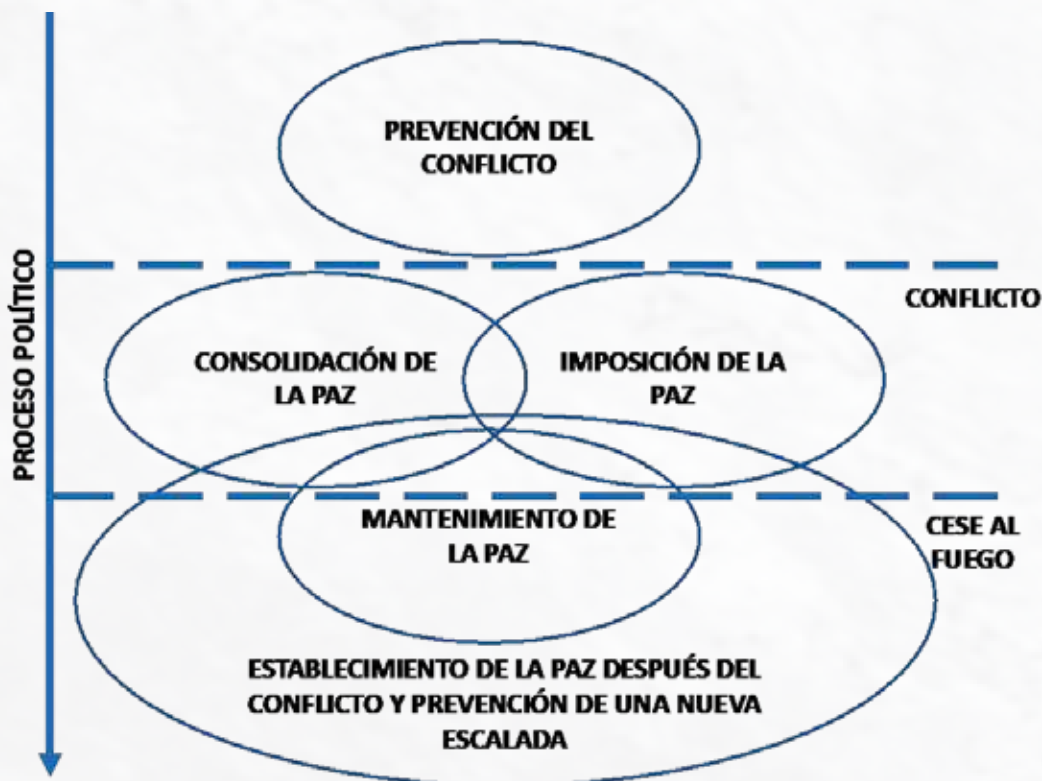 PREVENCIÓN DEL
CONFLICTO
PROCESO POLÍTICO
CONFLICTO
CONSOLIDACIÓN DE
LA PAZ
IMPOSICIÓN DE LA
PAZ
MANTENIMIENTO DE
LA PAZ
CESE AL
FUEGO
ESTABLECIMIENTO DE LA PAZ DESPUÉS DEL
CONFLICTO Y PREVENCIÓN DE UNA NUEVA
ESCALADA